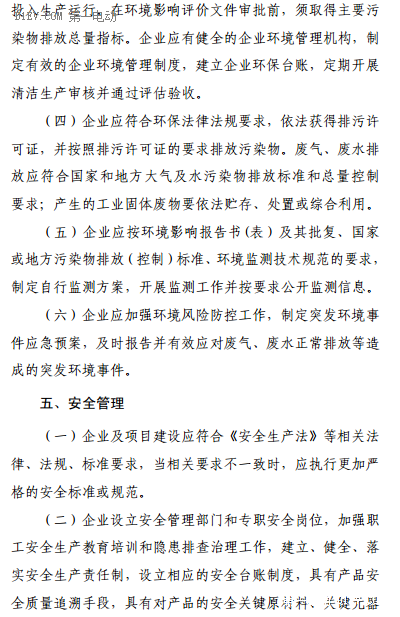 投入生产运行。在环境影响评价文件审批前，须取得主要污
染物排放总量指标。企业应有健全的企业环境管理机构，制
定有效的企业环境管理制度，建立企业环保台账，定期开展
清洁生产审核并通过评估验收。
（四）企业应符合环保法律法规要求，依法获得排污许
可证，并按照排污许可证的要求排放污染物。废气、废水排
放应符合国家和地方大气及水污染物排放标准和总量控制
要求；产生的工业固体废物要依法贮存、处置或综合利用。
（五）企业应按环境影响报告书(表)及其批复、国家
或地方污染物排放(控制)标准、环境监测技术规范的要求，
制定自行监测方案，开展监测工作并按要求公开监测信息。
（六）企业应加强环境风险防控工作，制定突发环境事
件应急预案，及时报告并有效应对废气、废水正常排放等造
成的突发环境事件。
五、安全管理
（一）企业及项目建设应符合《安全生产法》等相关法
律、法规、标准要求，当相关要求不一致时，应执行更加严
格的安全标准或规范。
（二）企业设立安全管理部门和专职安全岗位，加强职
工安全生产教育培训和隐患排查治理工作，建立、健全、落
实安全生产责任制，设立相应的安全台账制度，具有产品安
全质量追溯手段，具有对产品的安全关键原材料、关键元器